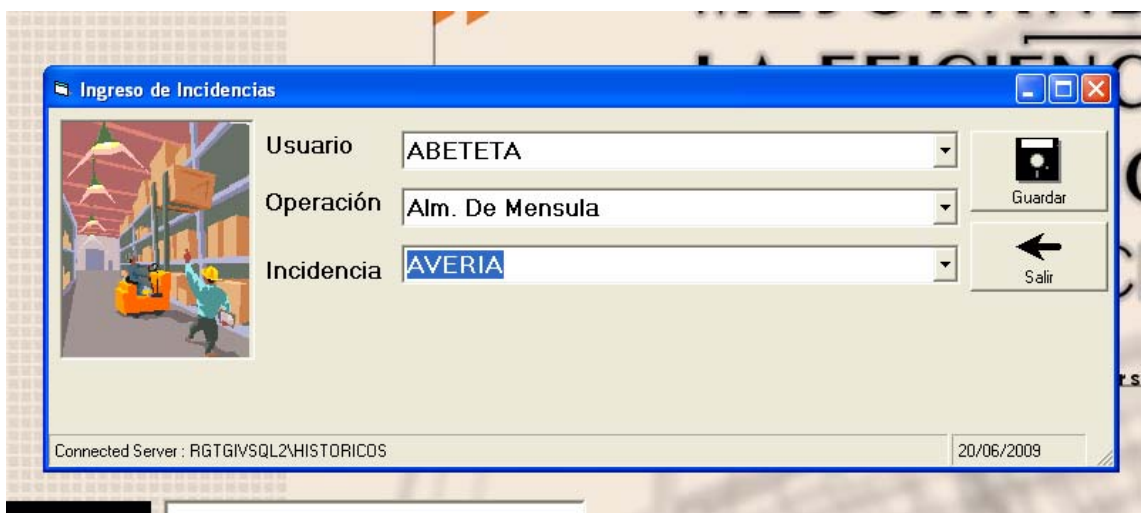 Ingreso de Incidencias
Usuario
ABETETA
Guardar
Operación
Alm. De Mensula
Incidencia
AVERIA
Salir
Connected Server : RGTGIVSQL2\HISTORICOS
20/06/2009